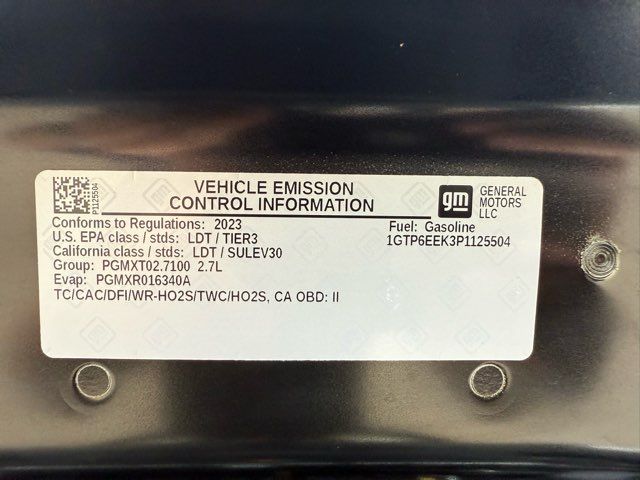 P1125504
VEHICLE EMISSION
CONTROL INFORMATION
gm
GENERAL
MOTORS
LLC
Conforms to Regulations: 2023
Fuel: Gasoline
U.S. EPA class / stds: LDT / TIER3
1GTP6EEK3P1125504
California class / stds: LDT / SULEV30
Group: PGMXT02.7100 2.7L
Evap: PGMXR016340A
TC/CAC/DFI/WR-HO2S/TWC/HO2S, CA OBD: II